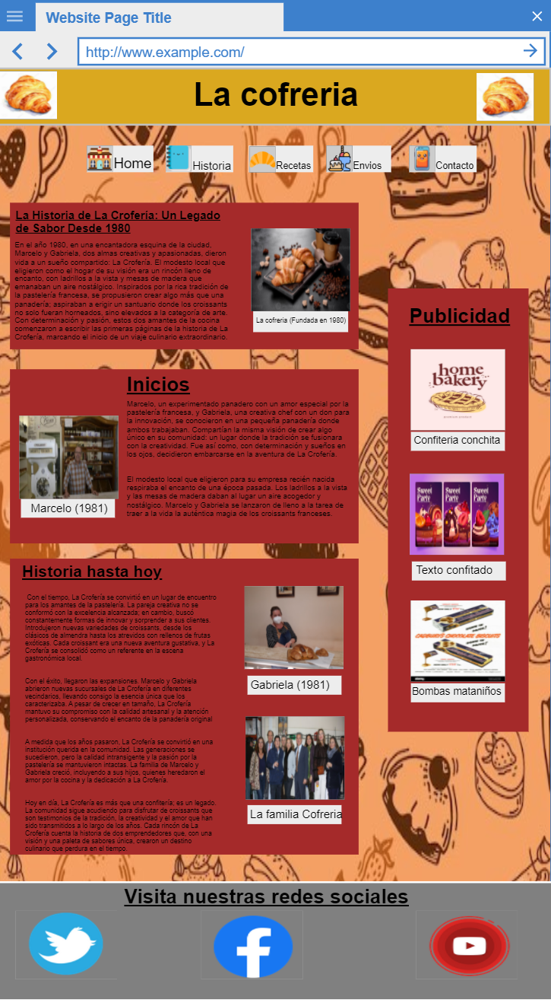 Website Page Title
http://www.example.com/
La cofreria
Home
Historia
Recetas
Envios
Contacto
La Historia de La Crofería: Un Legado
de Sabor Desde 1980
En el año 1980, en una encantadora esquina de la ciudad,
Marcelo y Gabriela, dos almas creativas y apasionadas, dieron
vida a un sueño compartido: La Crofería. El modesto local que
eligieron como el hogar de su visión era un rincón lleno de
encanto, con ladrillos a la vista y mesas de madera que
emanaban un aire nostálgico. Inspirados por la rica tradición de
la pastelería francesa, se propusieron crear algo más que una
panadería; aspiraban a erigir un santuario donde los croissants
no solo fueran horneados, sino elevados a la categoría de arte.
Con determinación y pasión, estos dos amantes de la cocina
comenzaron a escribir las primeras páginas de la historia de La
Crofería, marcando el inicio de un viaje culinario extraordinario.
La cofreria (Fundada en 1980)
Inicios
Marcelo, un experimentado panadero con un amor especial por la
pastelería francesa, y Gabriela, una creativa chef con un don para
la innovación, se conocieron en una pequeña panadería donde
ambos trabajaban. Compartían la misma visión de crear algo
único en su comunidad: un lugar donde la tradición se fusionara
con la creatividad. Fue así como, con determinación y sueños en
los ojos, decidieron embarcarse en la aventura de La Crofería.
El modesto local que eligieron para su empresa recién nacida
respiraba el encanto de una época pasada. Los ladrillos a la vista
y las mesas de madera daban al lugar un aire acogedor y
nostálgico. Marcelo y Gabriela se lanzaron de lleno a la tarea de
traer a la vida la auténtica magia de los croissants franceses.
Marcelo (1981)
Historia hasta hoy
Con el tiempo, La Crofería se convirtió en un lugar de encuentro
para los amantes de la pastelería. La pareja creativa no se
conformó con la excelencia alcanzada; en cambio, buscó
constantemente formas de innovar y sorprender a sus clientes.
Introdujeron nuevas variedades de croissants, desde los
clásicos de almendra hasta los atrevidos con rellenos de frutas
exóticas. Cada croissant era una nueva aventura gustativa, y La
Crofería se consolidó como un referente en la escena
gastronómica local.
Con el éxito, llegaron las expansiones. Marcelo y Gabriela
abrieron nuevas sucursales de La Crofería en diferentes
vecindarios, llevando consigo la esencia única que los
caracterizaba. A pesar de crecer en tamaño, La Crofería
mantuvo su compromiso con la calidad artesanal y la atención
personalizada, conservando el encanto de la panadería original
A medida que los años pasaron, La Crofería se convirtió en una
institución querida en la comunidad. Las generaciones se
sucedieron, pero la calidad intransigente y la pasión por la
pastelería se mantuvieron intactas. La familia de Marcelo y
Gabriela creció, incluyendo a sus hijos, quienes heredaron el
amor por la cocina y la dedicación a La Crofería.
Hoy en día, La Crofería es más que una confitería; es un legado.
La comunidad sigue acudiendo para disfrutar de croissants que
son testimonios de la tradición, la creatividad y el amor que han
sido transmitidos a lo largo de los años. Cada rincón de La
Crofería cuenta la historia de dos emprendedores que, con una
visión y una paleta de sabores única, crearon un destino
culinario que perdura en el tiempo.
Gabriela (1981)
La familia Cofreria
Publicidad
home
bakery
Confiteria conchita
Sweet Party
Sweet Party
Sweet Party
Texto confitado
CADBURY'S CHOCOLATE BISCUITS
Bombas mataniños
Visita nuestras redes sociales